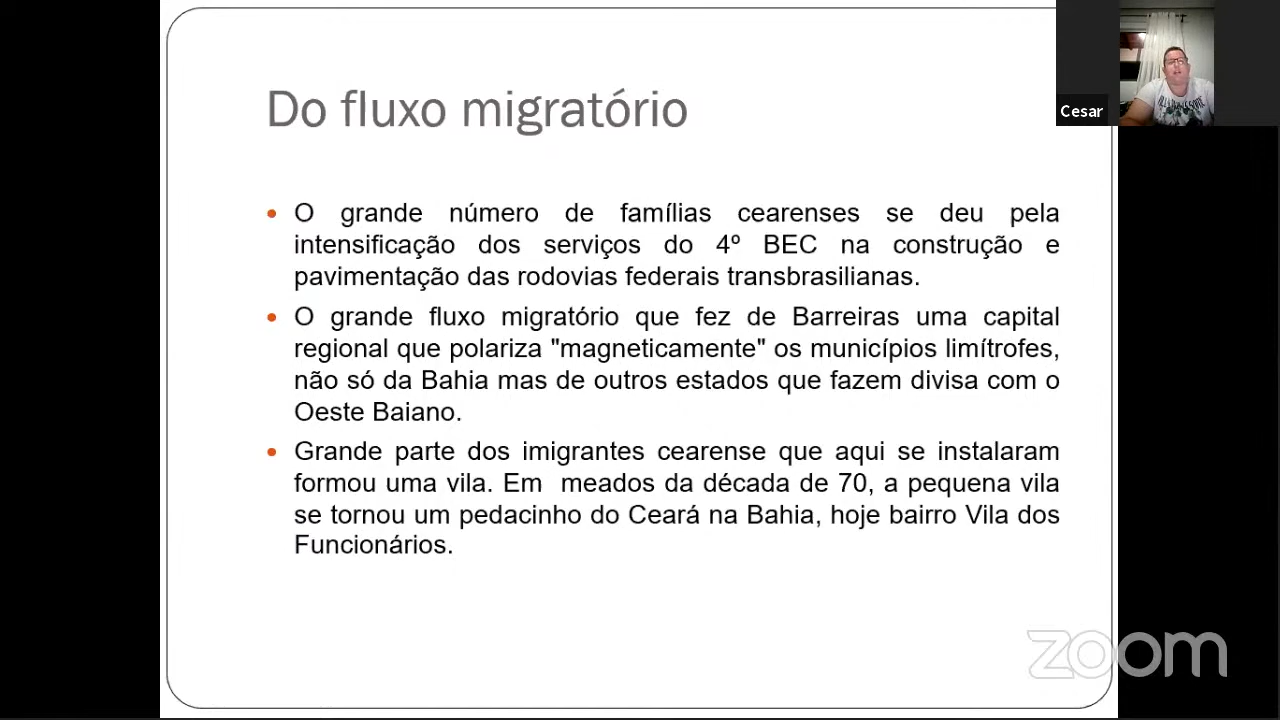 Do fluxo migratório
Cesar
O grande número de famílias cearenses se deu pela
intensificação dos serviços do 4º BEC na construção e
pavimentação das rodovias federais transbrasilianas.
O grande fluxo migratório que fez de Barreiras uma capital
regional que polariza "magneticamente" os municípios limítrofes,
não só da Bahia mas de outros estados que fazem divisa com o
Oeste Baiano.
Grande parte dos imigrantes cearense que aqui se instalaram
formou uma vila. Em  meados da década de 70, a pequena vila
se tornou um pedacinho do Ceará na Bahia, hoje bairro Vila dos
Funcionários.
zoom